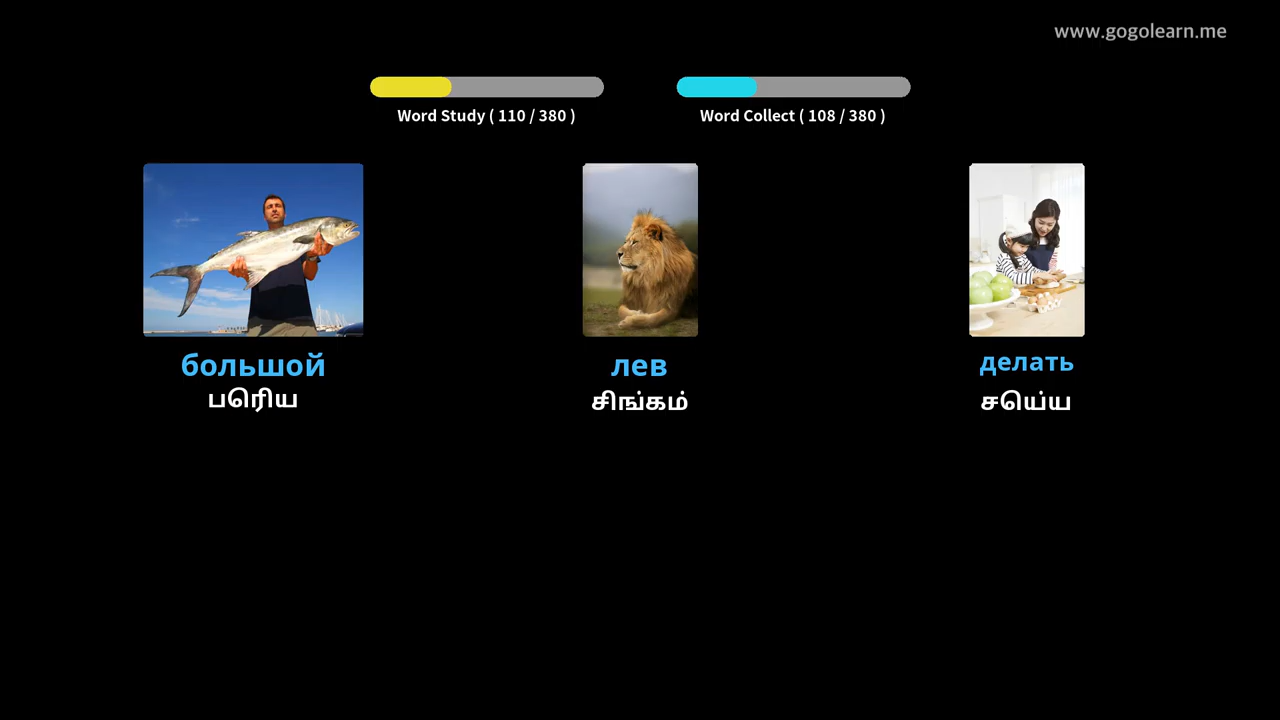 www.gogolearn.me
Word Study ( 110 / 380 )
Word Collect ( 108 / 380 )
большой
பெரிய
лев
சிங்கம்
делать
செய்ய